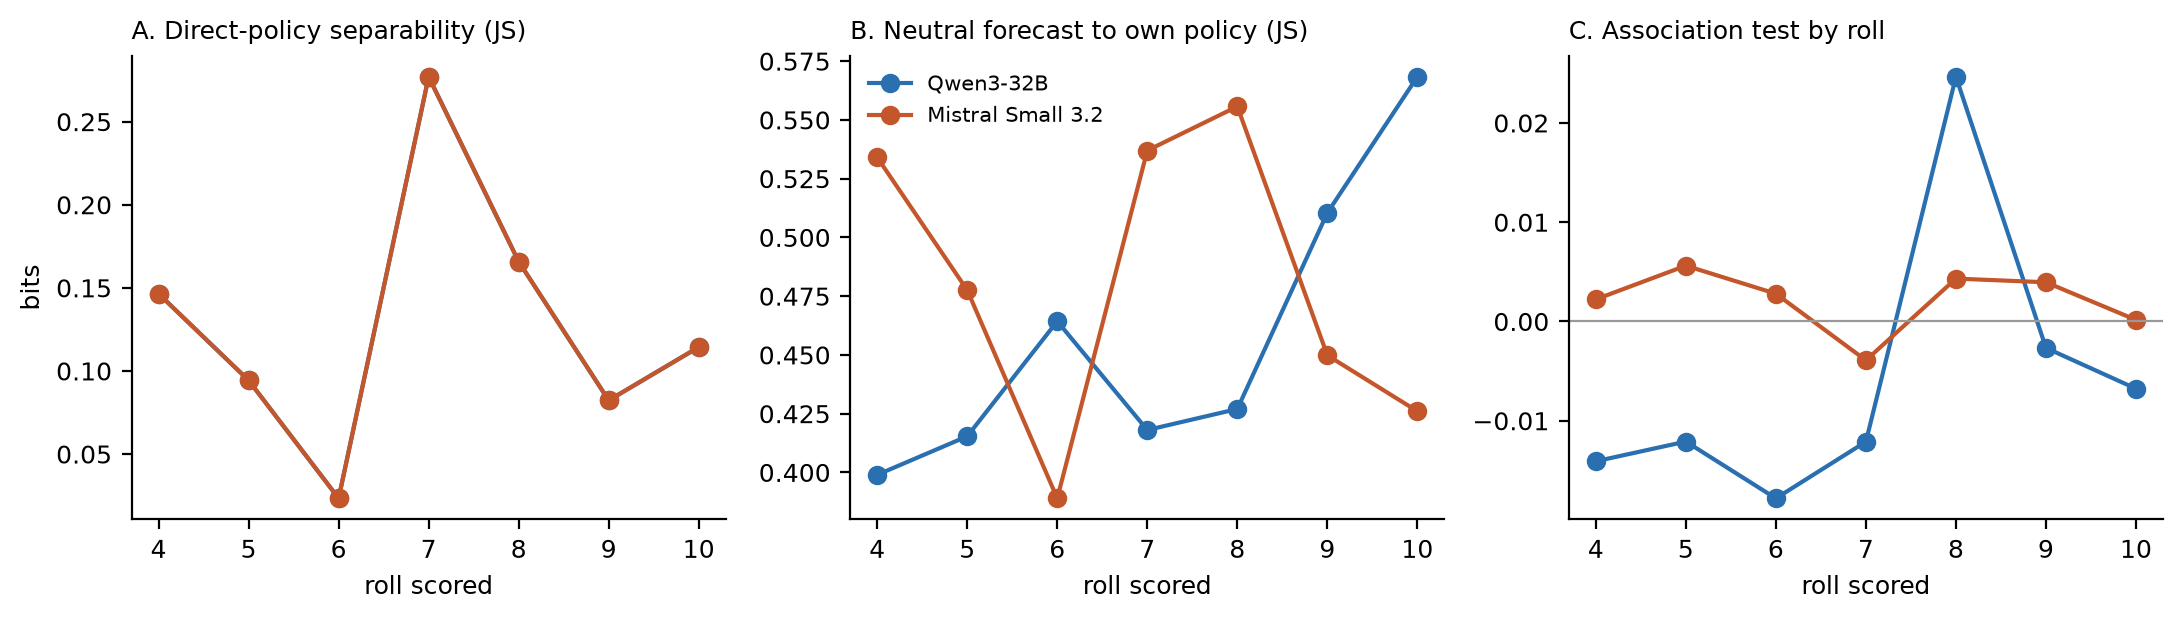 A. Direct-policy separability (JS)
bits
0.25
0.20
0.15
0.10
0.05
4 5 6 7 8 9 10
roll scored
B. Neutral forecast to own policy (JS)
Qwen3-32B
Mistral Small 3.2
0.575
0.550
0.525
0.500
0.475
0.450
0.425
0.400
4 5 6 7 8 9 10
roll scored
C. Association test by roll
0.02
0.01
0.00
−0.01
4 5 6 7 8 9 10
roll scored